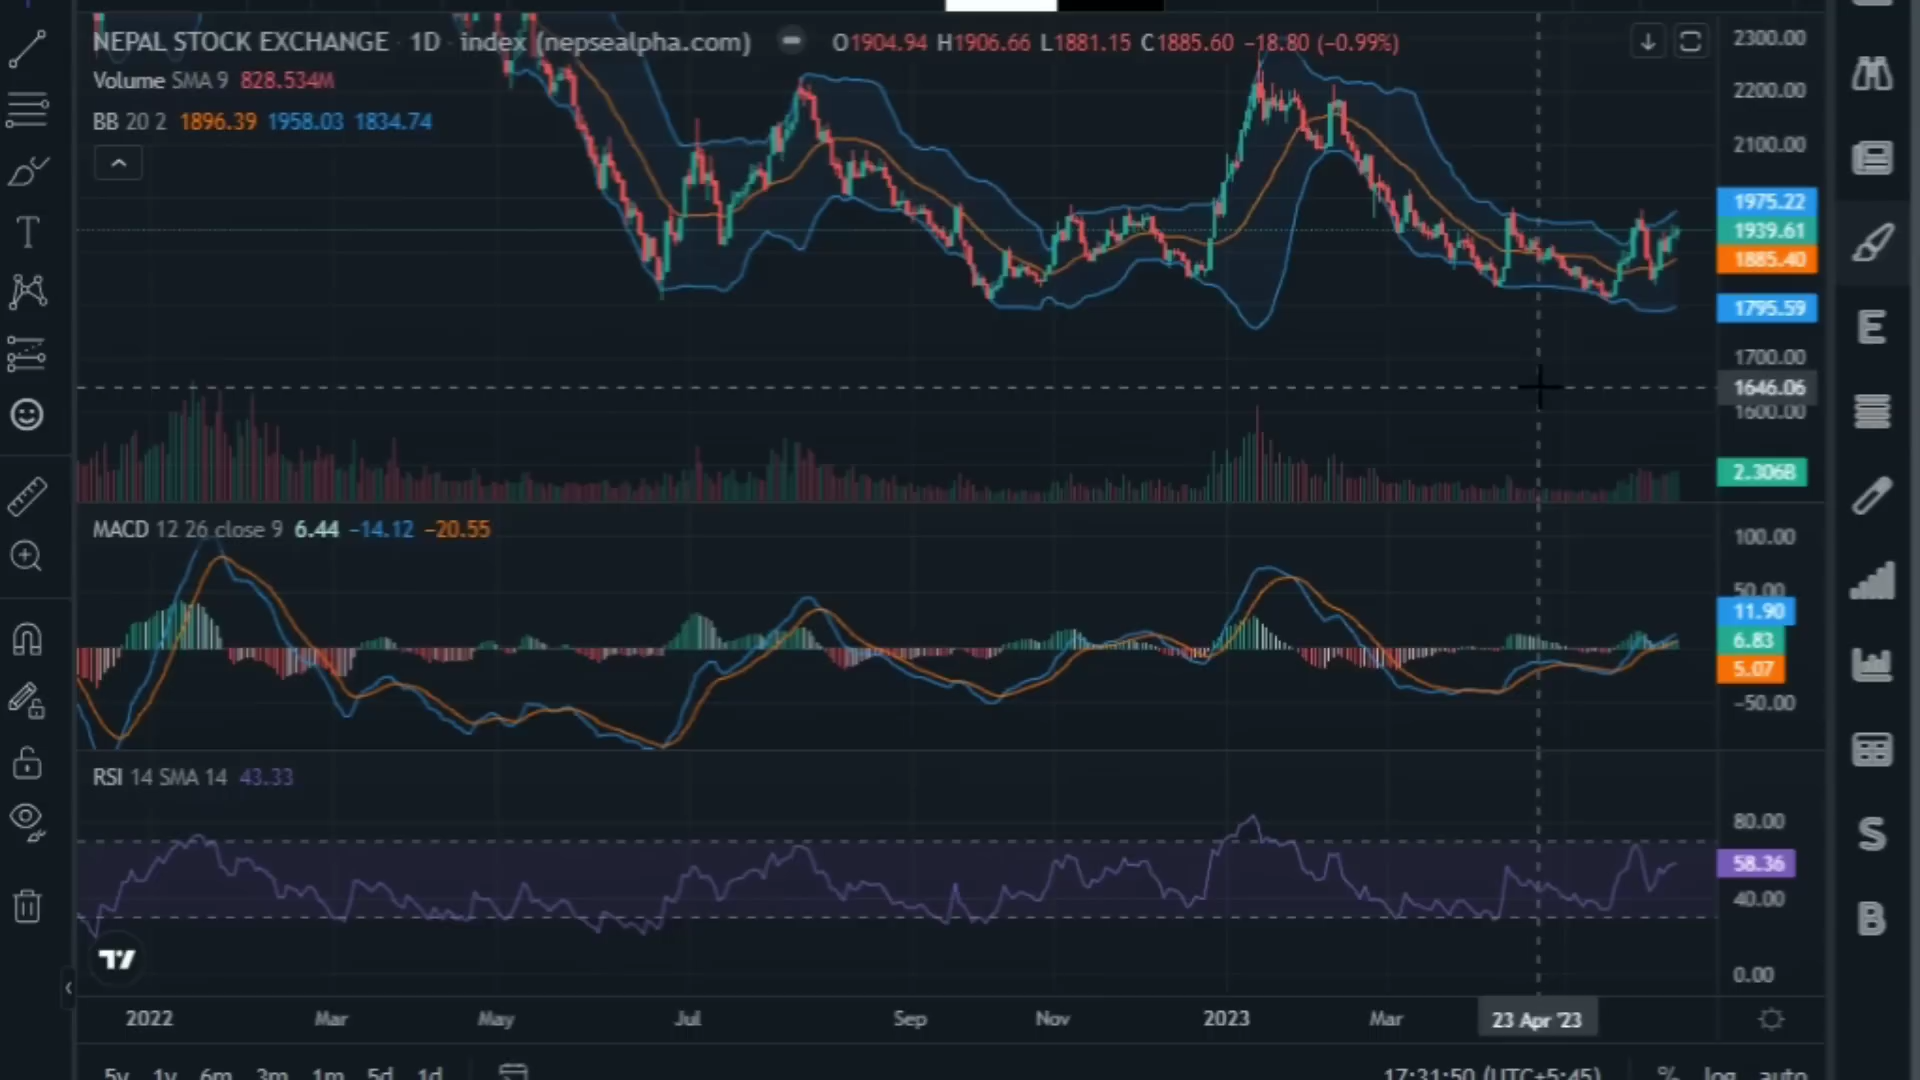 NEPAL STOCK EXCHANGE · 1D · index (nepsealpha.com) O1904.94 H1906.66 L1881.15 C1885.60 −18.80 (−0.99%)
Volume SMA 9 828.534M
BB 20 2 1896.39 1958.03 1834.74
2300.00
2200.00
2100.00
1975.22
1939.61
1885.40
1795.59
1700.00
1646.06
1600.00
2.306B
MACD 12 26 close 9 6.44 −14.12 −20.55
100.00
50.00
11.90
6.83
5.07
−50.00
RSI 14 SMA 14 43.33
80.00
58.36
40.00
0.00
2022 Mar May Jul Sep Nov 2023 Mar 23 Apr '23
5y 1y 6m 3m 1m 5d 1d 17:31:50 (UTC+5:45) % log auto
T
E
S
B